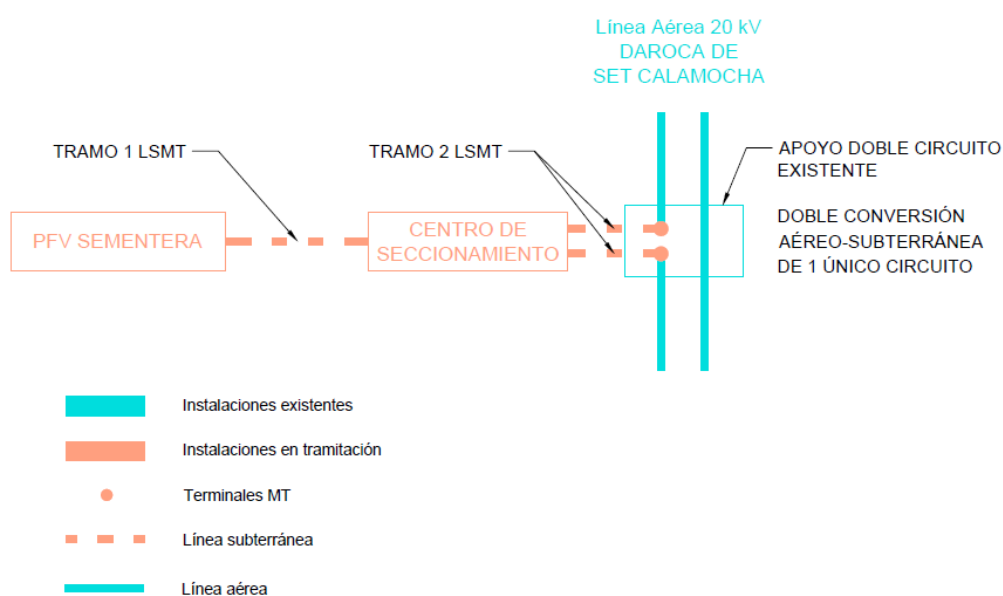 Línea Aérea 20 kV
DAROCA DE
SET CALAMOCHA
TRAMO 1 LSMT
TRAMO 2 LSMT
APOYO DOBLE CIRCUITO
EXISTENTE
PFV SEMENTERA
CENTRO DE
SECCIONAMIENTO
DOBLE CONVERSIÓN
AÉREO-SUBTERRÁNEA
DE 1 ÚNICO CIRCUITO
Instalaciones existentes
Instalaciones en tramitación
Terminales MT
Línea subterránea
Línea aérea